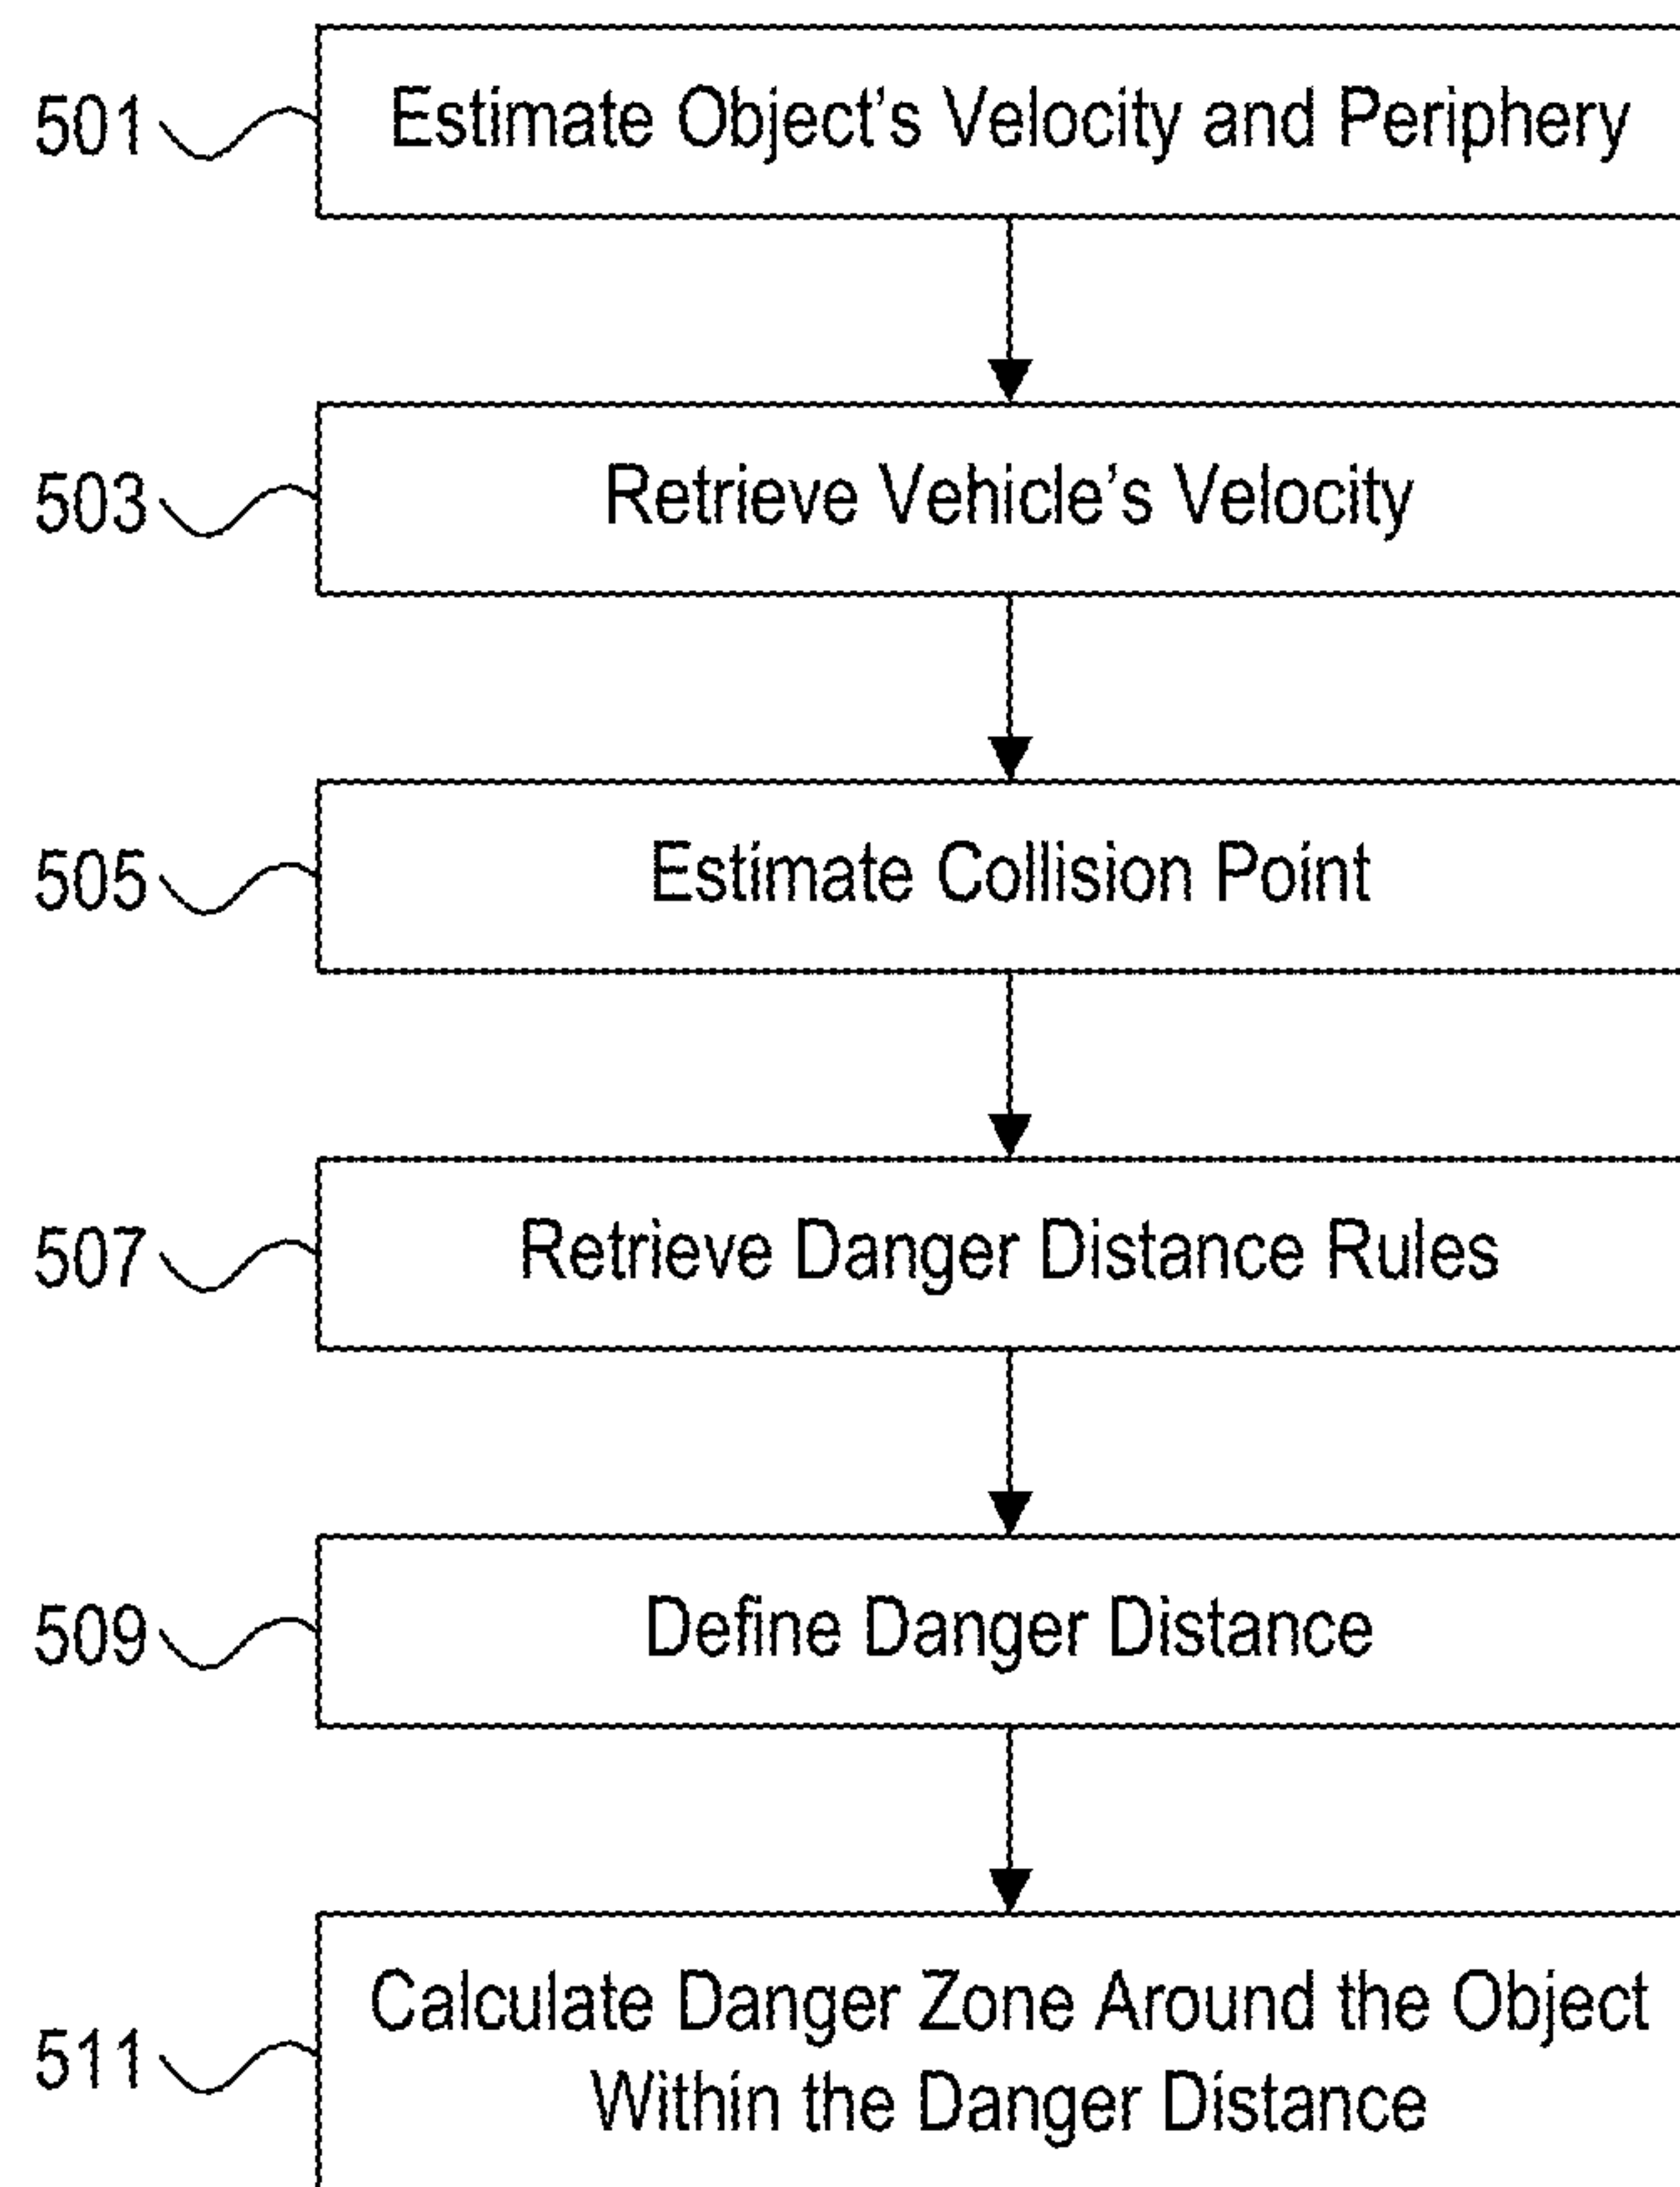 501
Estimate Object's Velocity and Periphery
503
Retrieve Vehicle's Velocity
505
Estimate Collision Point
507
Retrieve Danger Distance Rules
509
Define Danger Distance
511
Calculate Danger Zone Around the Object
Within the Danger Distance